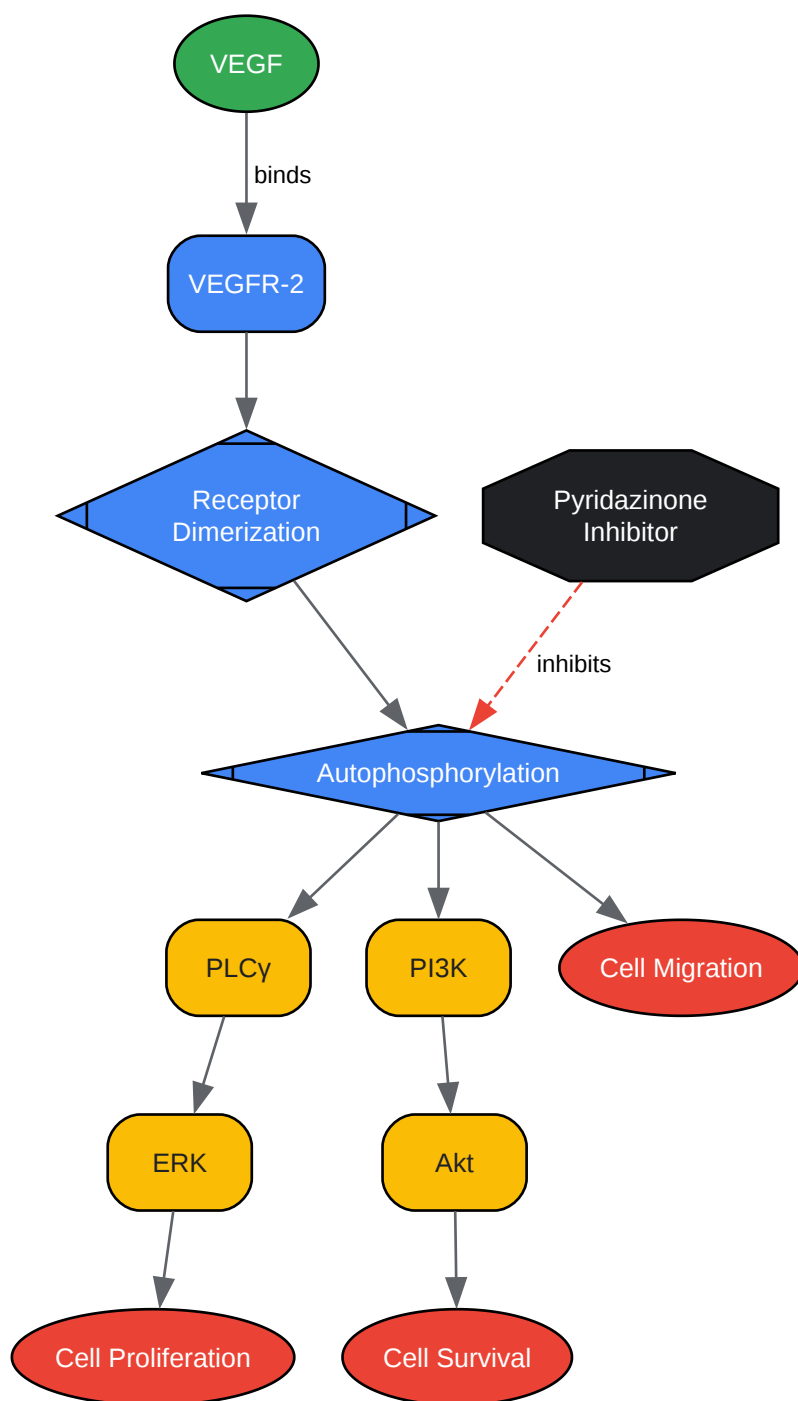 VEGF
binds
VEGFR-2
Receptor
Dimerization
Pyridazinone
Inhibitor
inhibits
Autophosphorylation
PLCγ
PI3K
Cell Migration
ERK
Akt
Cell Proliferation
Cell Survival